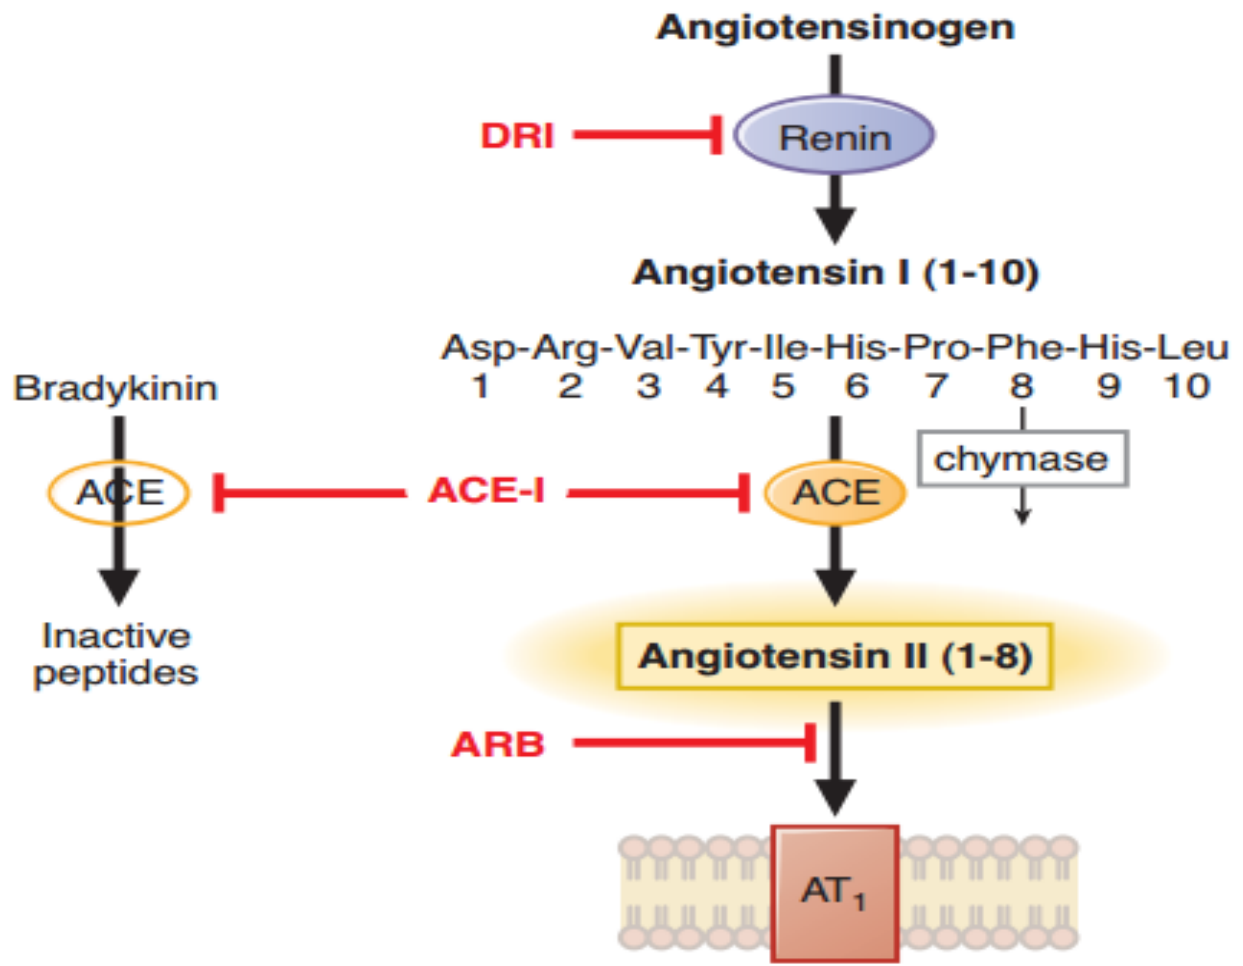 Angiotensinogen
DRI
Renin
Angiotensin I (1-10)
Asp-Arg-Val-Tyr-Ile-His-Pro-Phe-His-Leu
1 2 3 4 5 6 7 8 9 10
Bradykinin
chymase
ACE
ACE-I
ACE
Inactive
peptides
Angiotensin II (1-8)
ARB
AT₁